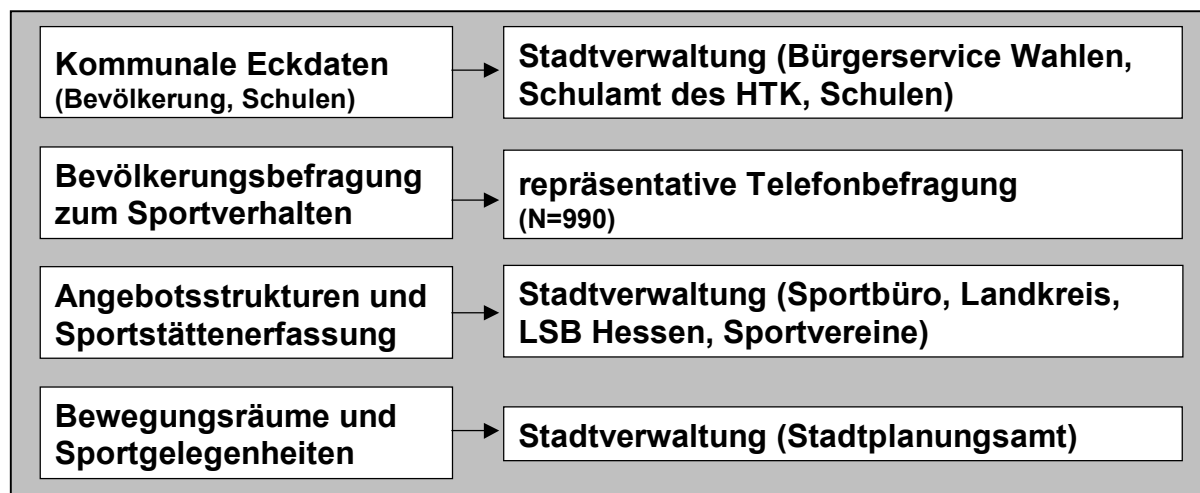 Kommunale Eckdaten
(Bevölkerung, Schulen)
Stadtverwaltung (Bürgerservice Wahlen,
Schulamt des HTK, Schulen)
Bevölkerungsbefragung
zum Sportverhalten
repräsentative Telefonbefragung
(N=990)
Angebotsstrukturen und
Sportstättenerfassung
Stadtverwaltung (Sportbüro, Landkreis,
LSB Hessen, Sportvereine)
Bewegungsräume und
Sportgelegenheiten
Stadtverwaltung (Stadtplanungsamt)